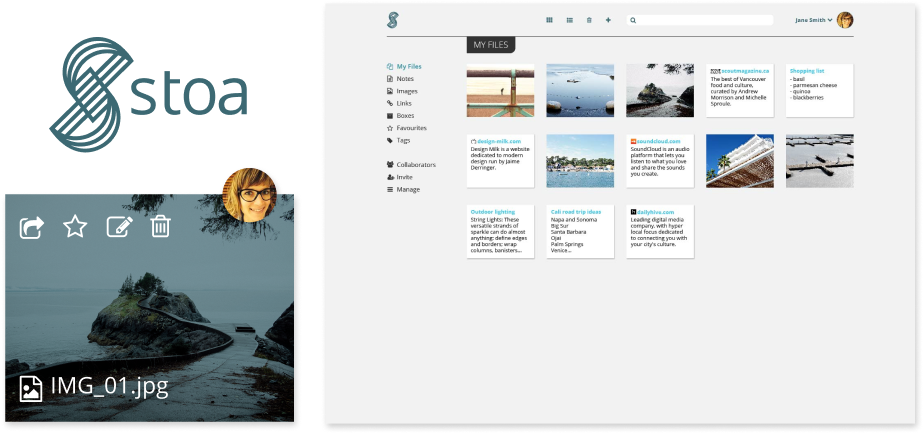 stoa
IMG_01.jpg
Jane Smith
MY FILES
My Files
Notes
Images
Links
Boxes
Favourites
Tags
Collaborators
Invite
Manage
scoutmagazine.ca
The best of Vancouver
food and culture,
curated by Andrew
Morrison and Michelle
Sproule.
Shopping list
- basil
- parmesan cheese
- quinoa
- blackberries
design-milk.com
Design Milk is a website
dedicated to modern
design run by Jaime
Derringer.
soundcloud.com
SoundCloud is an audio
platform that lets you
listen to what you love
and share the sounds
you create.
Outdoor lighting
String Lights: These
versatile strands of
sparkle can do almost
anything: define edges
and borders; wrap
columns, banisters...
Cali road trip ideas
Napa and Sonoma
Big Sur
Santa Barbara
Ojai
Palm Springs
Venice...
dailyhive.com
Leading digital media
company, with hyper
local focus dedicated
to connecting you with
your city's culture.